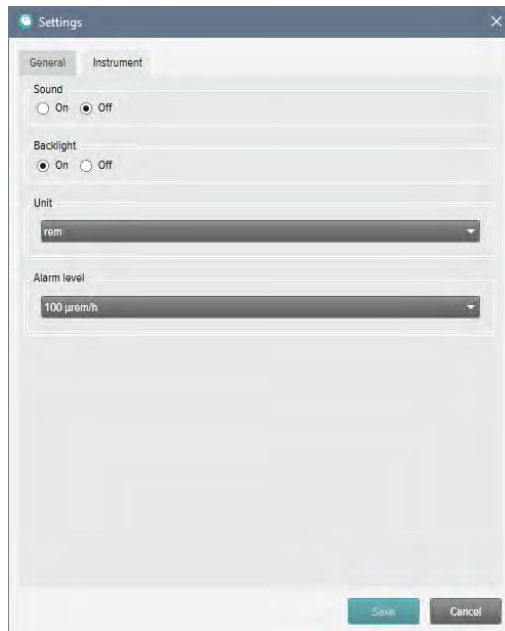 Settings
General Instrument
Sound
On Off
Backlight
On Off
Unit
rem
Alarm level
100 µrem/h
Save Cancel